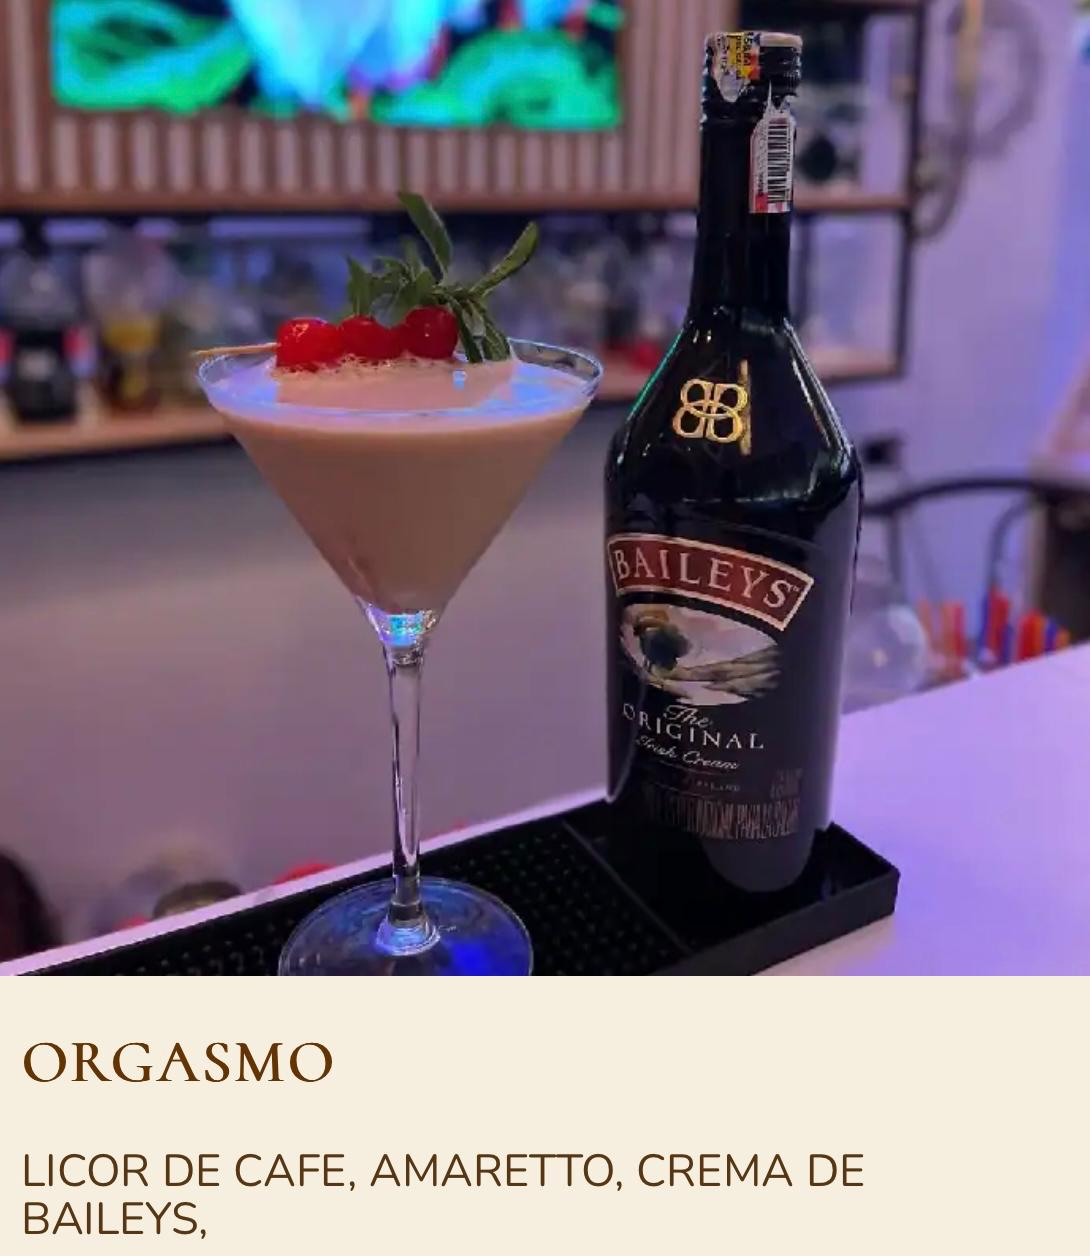 BAILEYS
The
ORIGINAL
Irish Cream
ORGASMO
LICOR DE CAFE, AMARETTO, CREMA DE
BAILEYS,